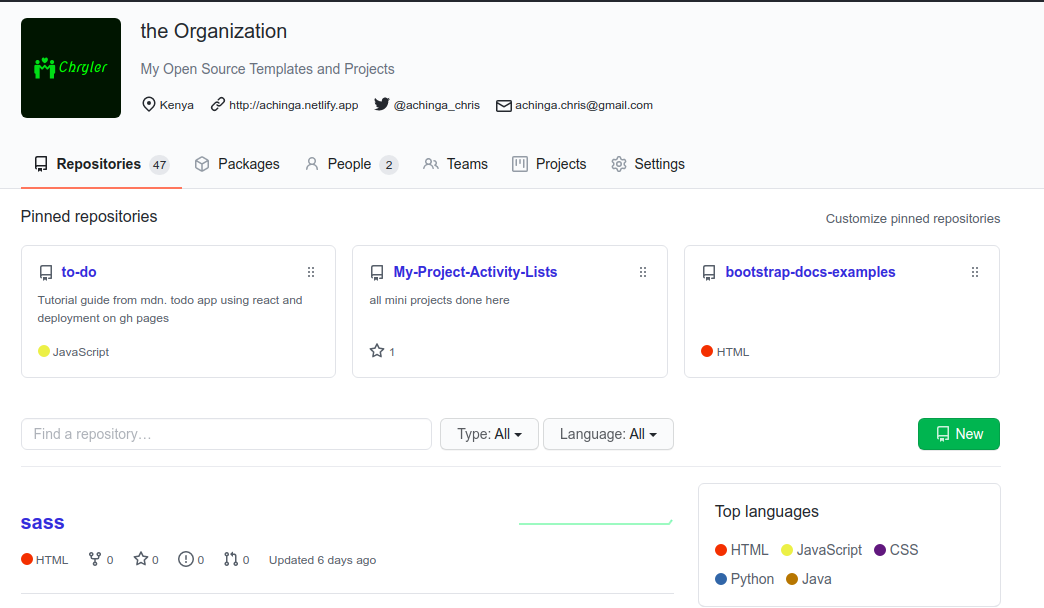 the Organization
Chrgler
My Open Source Templates and Projects
Kenya http://achinga.netlify.app @achinga_chris achinga.chris@gmail.com
Repositories 47 Packages People 2 Teams Projects Settings
Pinned repositories Customize pinned repositories
to-do My-Project-Activity-Lists bootstrap-docs-examples
Tutorial guide from mdn. todo app using react and all mini projects done here
deployment on gh pages
JavaScript 1 HTML
Find a repository… Type: All Language: All New
Top languages
sass
HTML JavaScript CSS
HTML 0 0 0 0 Updated 6 days ago
Python Java